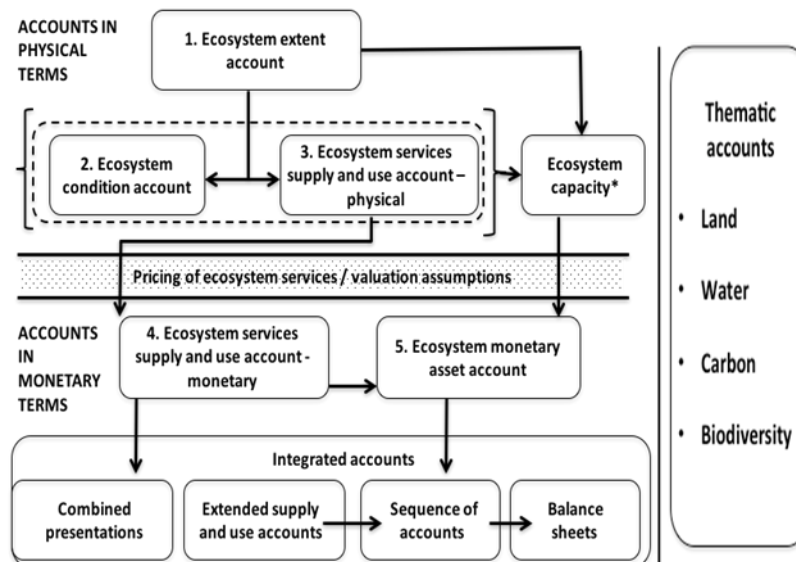 ACCOUNTS IN
PHYSICAL
TERMS
1. Ecosystem extent
account
2. Ecosystem
condition account
3. Ecosystem services
supply and use account –
physical
Ecosystem
capacity*
Pricing of ecosystem services / valuation assumptions
ACCOUNTS
IN
MONETARY
TERMS
4. Ecosystem services
supply and use account -
monetary
5. Ecosystem monetary
asset account
Integrated accounts
Combined
presentations
Extended supply
and use accounts
Sequence of
accounts
Balance
sheets
Thematic
accounts
• Land
• Water
• Carbon
• Biodiversity